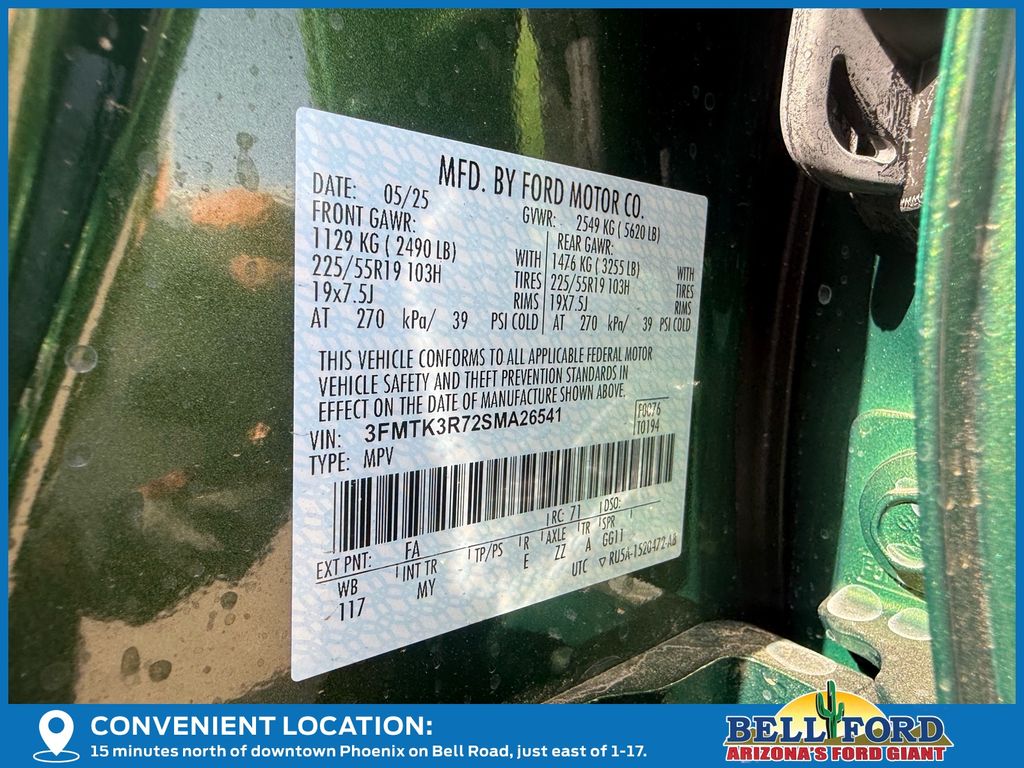 MFD. BY FORD MOTOR CO.
DATE: 05/25
GVWR: 2549 KG ( 5620 LB)
FRONT GAWR:
REAR GAWR:
1129 KG ( 2490 LB) WITH
1476 KG ( 3255 LB) WITH
225/55R19 103H TIRES
225/55R19 103H TIRES
19x7.5J RIMS
19X7.5J RIMS
AT 270 kPa/ 39 PSI COLD
AT 270 kPa/ 39 PSI COLD
THIS VEHICLE CONFORMS TO ALL APPLICABLE FEDERAL MOTOR
VEHICLE SAFETY AND THEFT PREVENTION STANDARDS IN
EFFECT ON THE DATE OF MANUFACTURE SHOWN ABOVE.
VIN: 3FMTK3R72SMA26541
F0076
T0194
TYPE: MPV
EXT PNT: FA
RC: 71 DSO:
WB INT TR TP/PS R AXLE TR SPR
117 MY E ZZ A GG11
UTC ▽ RU5A-1520472-AB
CONVENIENT LOCATION:
15 minutes north of downtown Phoenix on Bell Road, just east of 1-17.
BELL FORD
ARIZONA'S FORD GIANT